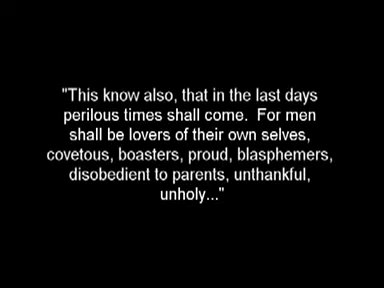 "This know also, that in the last days
perilous times shall come.  For men
shall be lovers of their own selves,
covetous, boasters, proud, blasphemers,
disobedient to parents, unthankful,
unholy..."